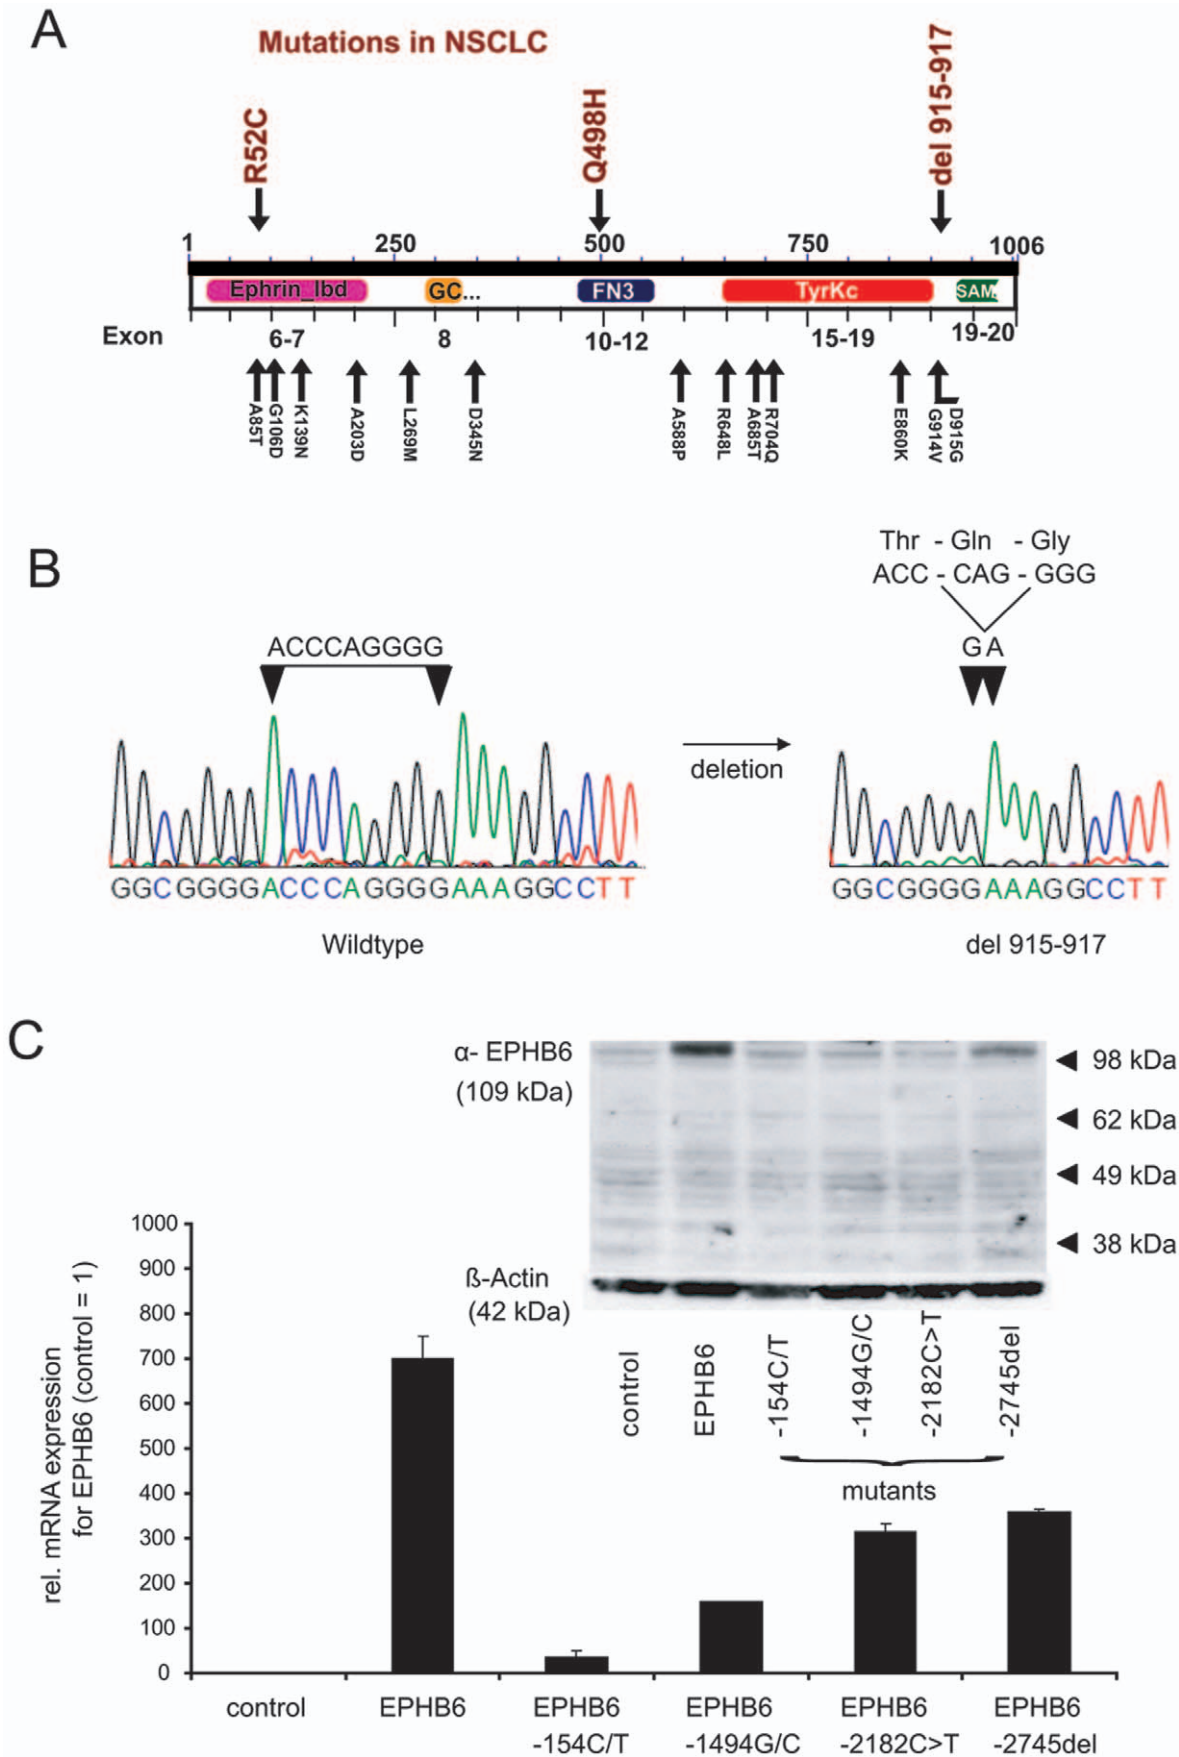 A
Mutations in NSCLC
R52C
Q498H
del 915-917
1 250 500 750 1006
Ephrin_lbd GC... FN3 TyrKc SAM
Exon 6-7 8 10-12 15-19 19-20
A85T G106D K139N A203D L269M D345N A588P R648L A685T R704Q E860K G914V D915G
B
Thr - Gln - Gly
ACC - CAG - GGG
ACCCAGGGG
GA
deletion
GGCGGGGACCCAGGGGAAAGGCCTT
GGCGGGGAAAGGCCTT
Wildtype
del 915-917
C
α- EPHB6
(109 kDa)
98 kDa
62 kDa
49 kDa
38 kDa
ß-Actin
(42 kDa)
control
EPHB6
-154C/T
-1494G/C
-2182C>T
-2745del
mutants
rel. mRNA expression
for EPHB6 (control = 1)
1000
900
800
700
600
500
400
300
200
100
0
control EPHB6 EPHB6 EPHB6 EPHB6 EPHB6
-154C/T -1494G/C -2182C>T -2745del